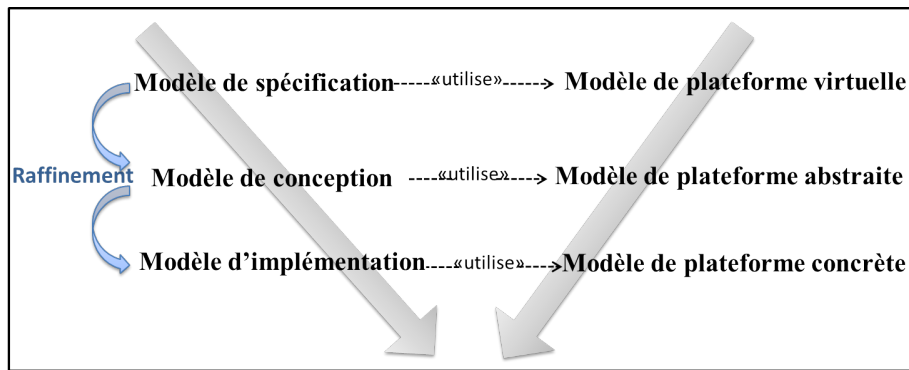 Modèle de spécification «utilise» Modèle de plateforme virtuelle
Raffinement Modèle de conception «utilise» Modèle de plateforme abstraite
Modèle d’implémentation «utilise» Modèle de plateforme concrète